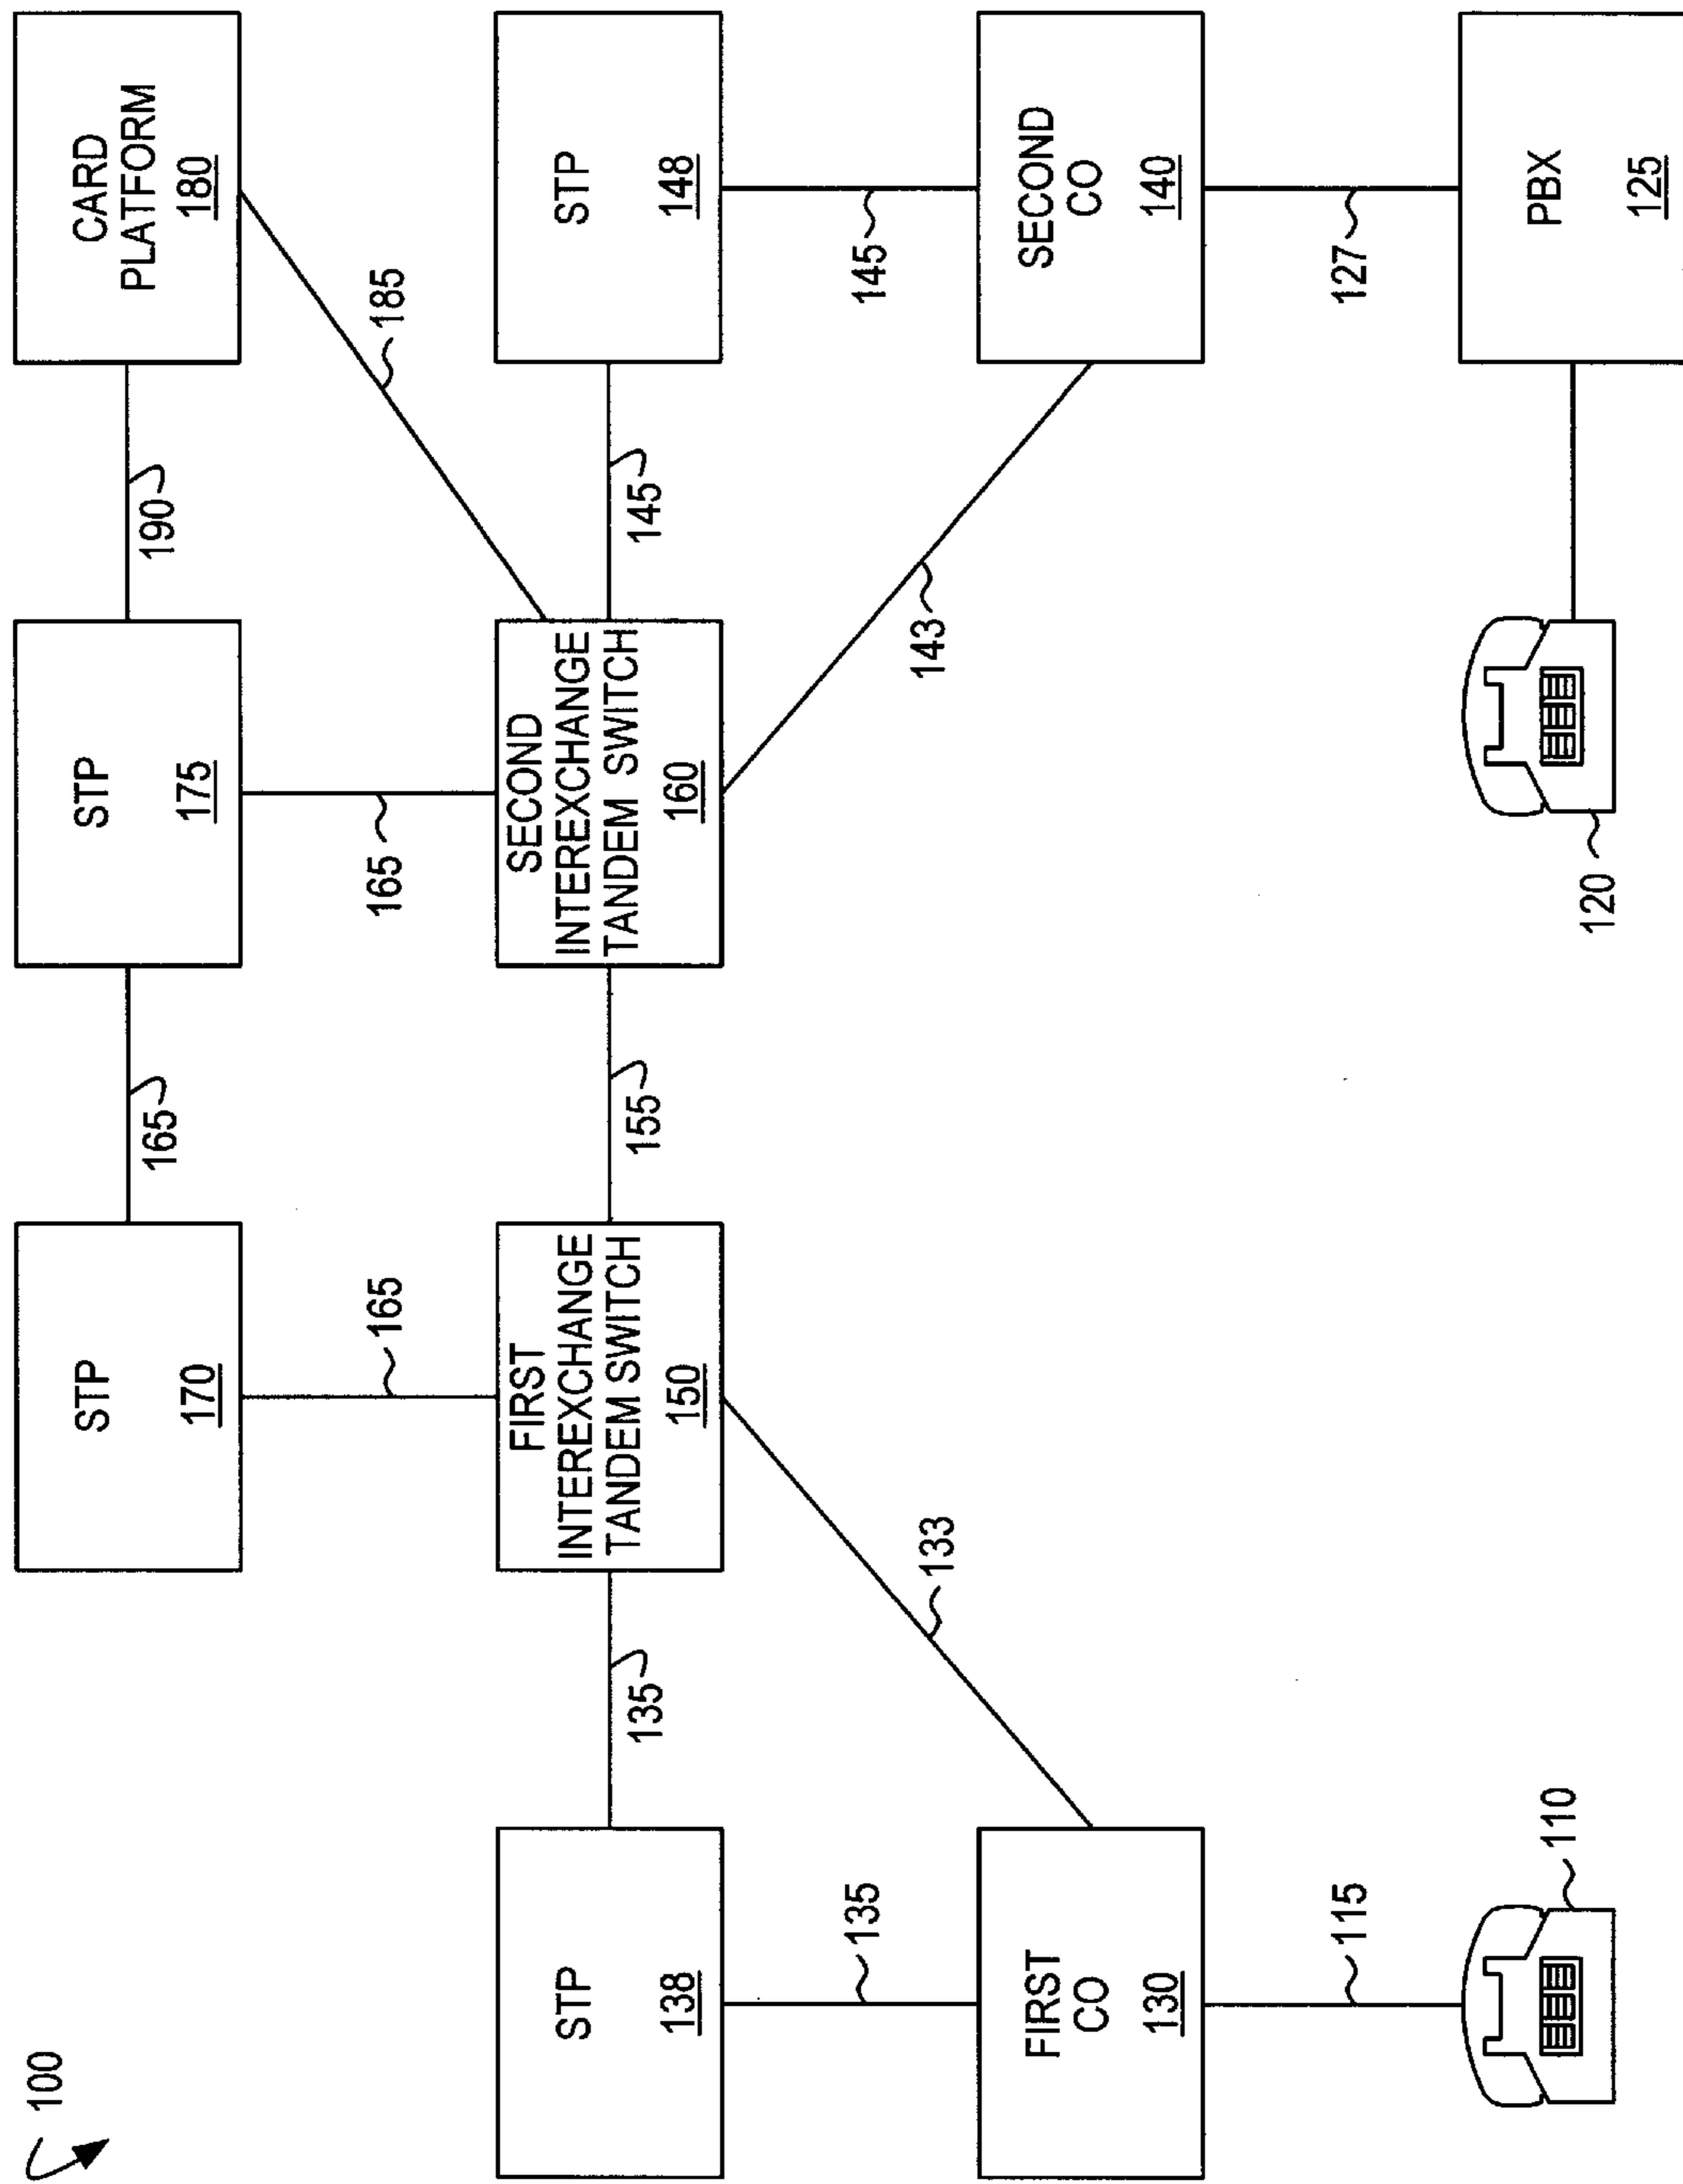 100
STP
170
165
STP
175
190
CARD
PLATFORM
180
165
165
185
STP
138
135
FIRST
INTEREXCHANGE
TANDEM SWITCH
150
155
SECOND
INTEREXCHANGE
TANDEM SWITCH
160
145
STP
148
135
133
143
145
FIRST
CO
130
SECOND
CO
140
115
127
110
120
PBX
125